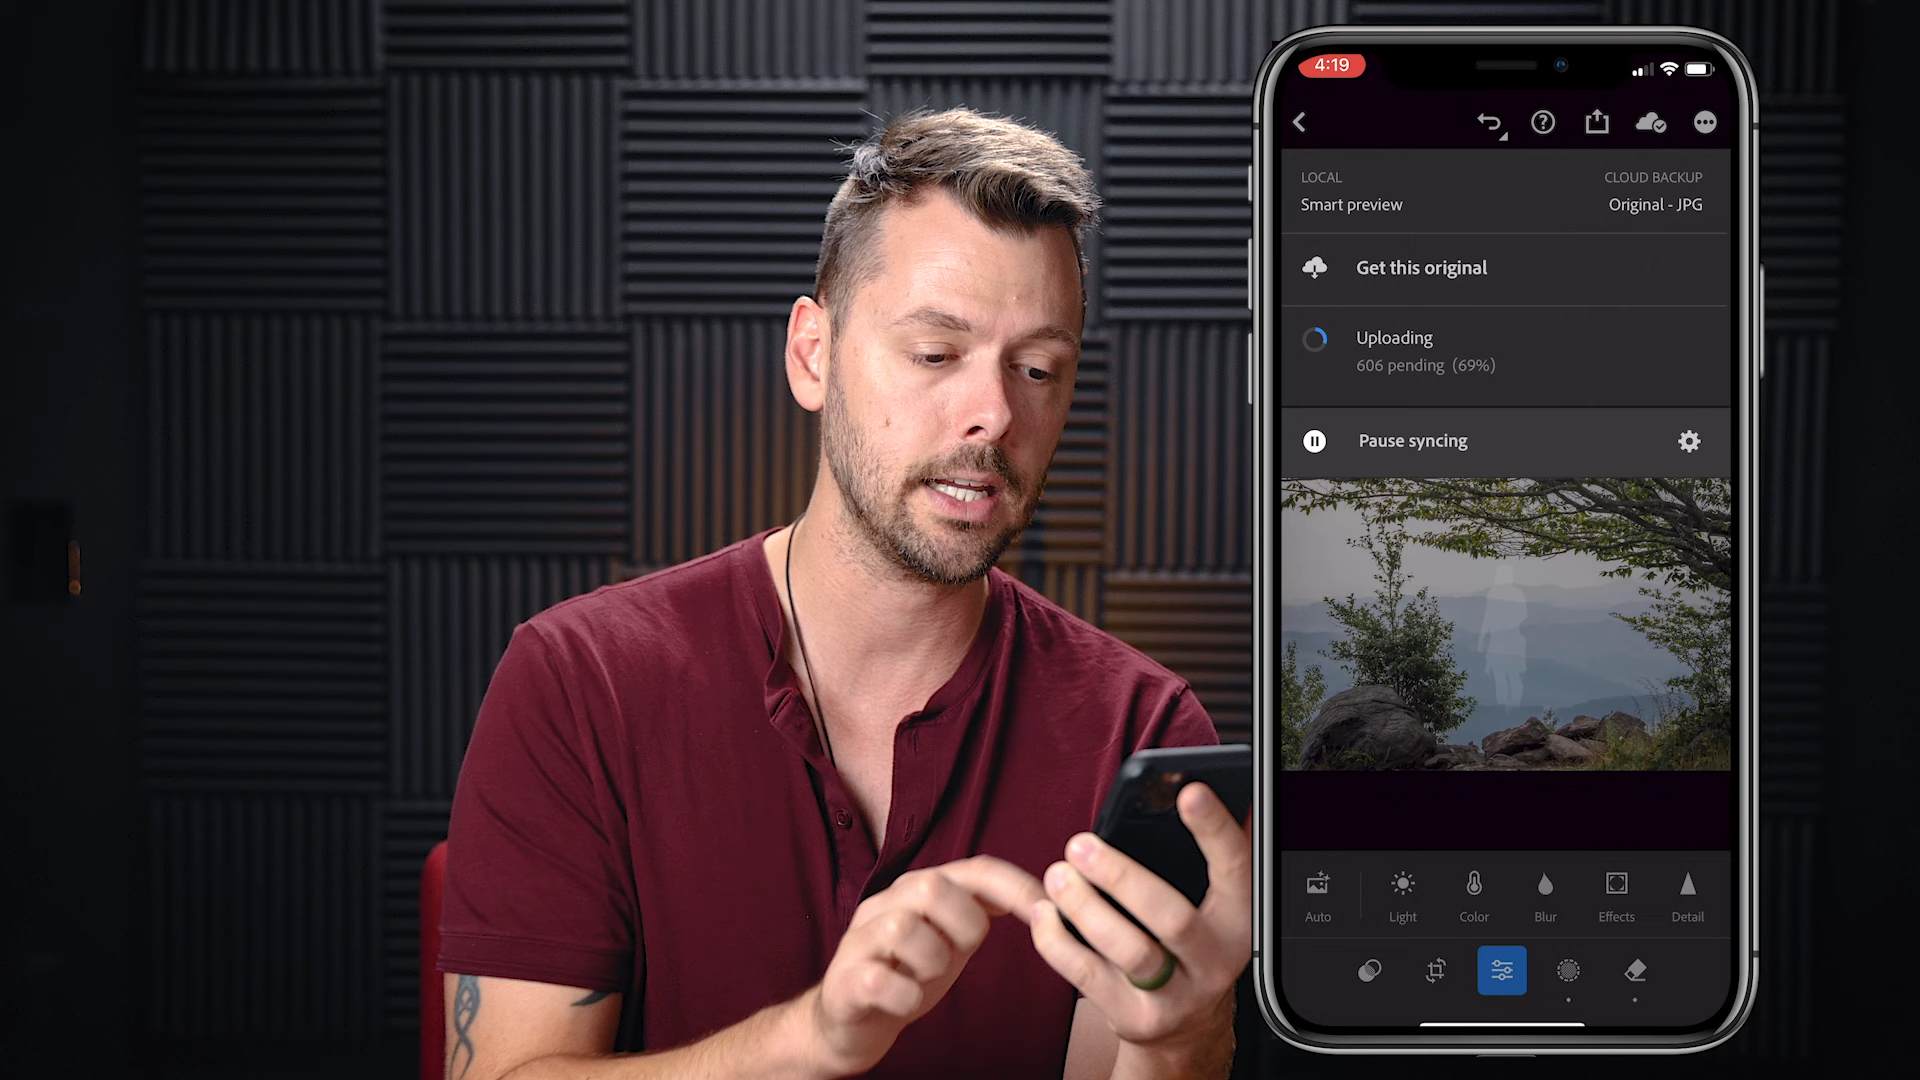 4:19
LOCAL
CLOUD BACKUP
Smart preview
Original - JPG
Get this original
Uploading
606 pending (69%)
Pause syncing
Auto
Light
Color
Blur
Effects
Detail